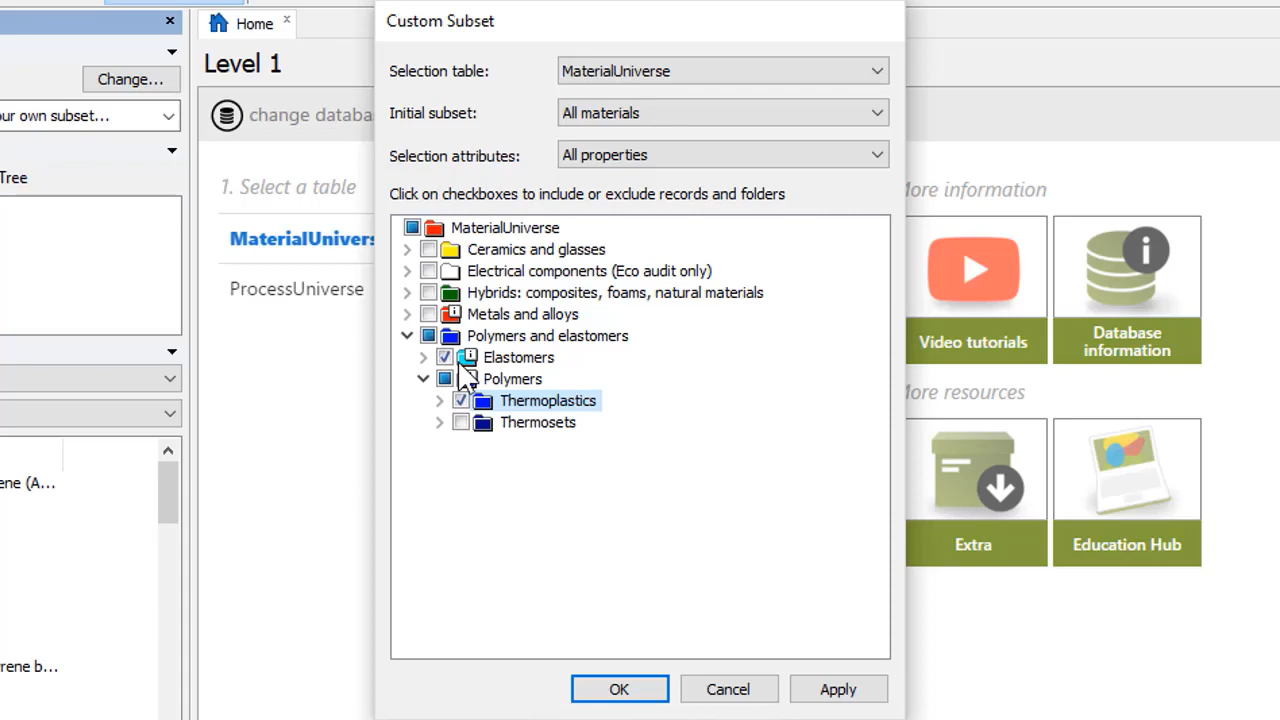 Custom Subset
Home
Level 1
Change...
Selection table:
MaterialUniverse
our own subset...
Initial subset:
All materials
change databa
Selection attributes:
All properties
Tree
1. Select a table
Click on checkboxes to include or exclude records and folders
More information
MaterialUnivers
MaterialUniverse
Ceramics and glasses
Electrical components (Eco audit only)
ProcessUniverse
Hybrids: composites, foams, natural materials
Metals and alloys
Polymers and elastomers
Video tutorials
Database
information
Elastomers
Polymers
More resources
Thermoplastics
Thermosets
ene (A...
Extra
Education Hub
rene b...
OK
Cancel
Apply